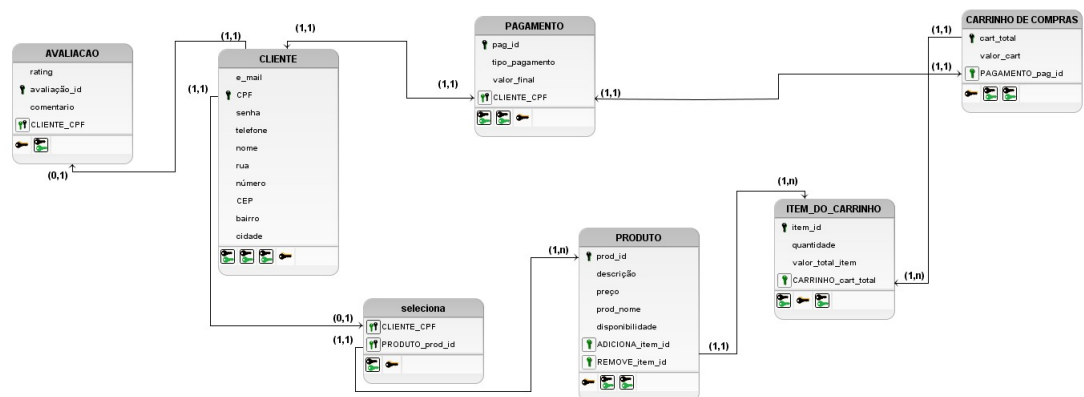 AVALIACAO
rating
avaliação_id
comentario
CLIENTE_CPF
(0,1)
(1,1)
(1,1)
CLIENTE
e_mail
CPF
senha
telefone
nome
rua
número
CEP
bairro
cidade
(1,1)
(1,1)
PAGAMENTO
pag_id
tipo_pagamento
valor_final
CLIENTE_CPF
(1,1)
(1,1)
(1,1)
CARRINHO DE COMPRAS
cart_total
valor_cart
PAGAMENTO_pag_id
(0,1)
(1,1)
seleciona
CLIENTE_CPF
PRODUTO_prod_id
(1,n)
PRODUTO
prod_id
descrição
preço
prod_nome
disponibilidade
ADICIONA_item_id
REMOVE_item_id
(1,1)
(1,n)
ITEM_DO_CARRINHO
item_id
quantidade
valor_total_item
CARRINHO_cart_total
(1,n)